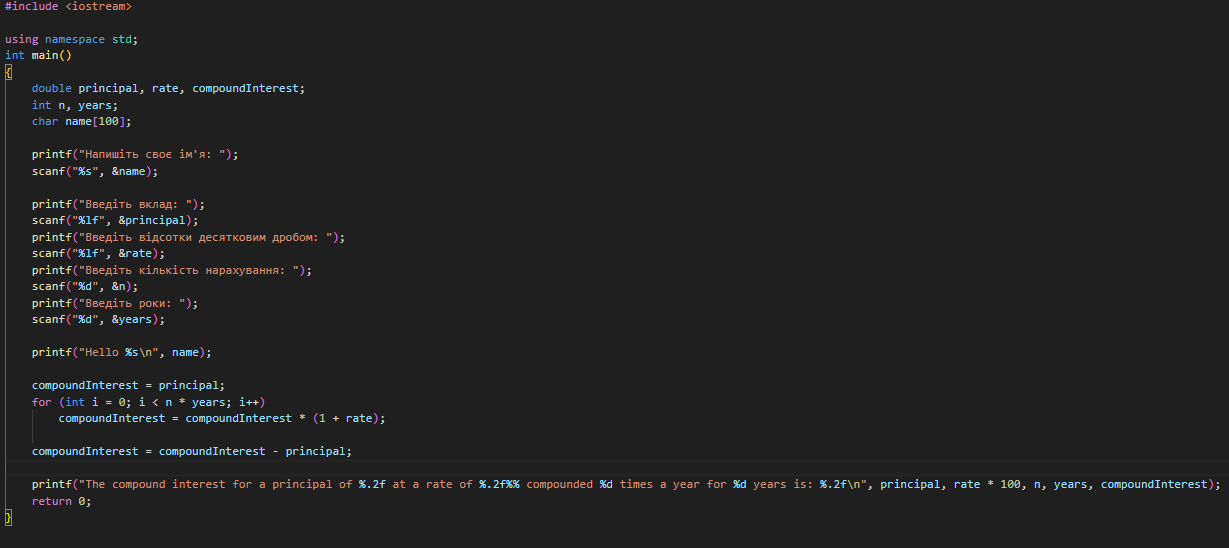 #include <iostream>
using namespace std;
int main()
{
double principal, rate, compoundInterest;
int n, years;
char name[100];
printf("Напишіть своє ім'я: ");
scanf("%s", &name);
printf("Введіть вклад: ");
scanf("%lf", &principal);
printf("Введіть відсотки десятковим дробом: ");
scanf("%lf", &rate);
printf("Введіть кількість нарахування: ");
scanf("%d", &n);
printf("Введіть роки: ");
scanf("%d", &years);
printf("Hello %s\n", name);
compoundInterest = principal;
for (int i = 0; i < n * years; i++)
compoundInterest = compoundInterest * (1 + rate);
compoundInterest = compoundInterest - principal;
printf("The compound interest for a principal of %.2f at a rate of %.2f%% compounded %d times a year for %d years is: %.2f\n", principal, rate * 100, n, years, compoundInterest);
return 0;
}